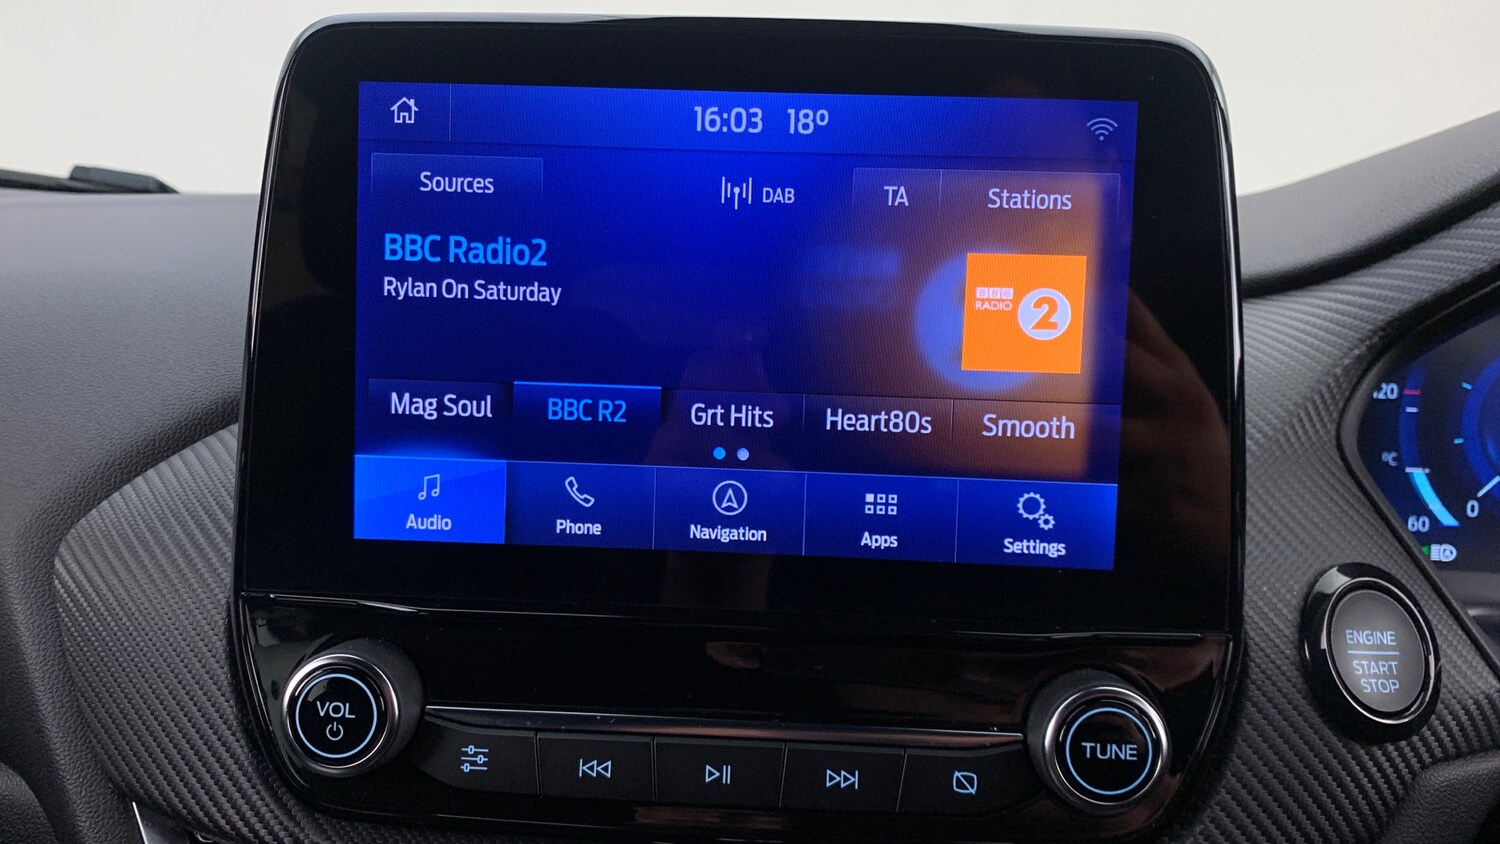 16:03 18º
Sources
DAB
TA
Stations
BBC Radio2
Rylan On Saturday
BBC
RADIO
2
Mag Soul
BBC R2
Grt Hits
Heart80s
Smooth
Audio
Phone
Navigation
Apps
Settings
VOL
TUNE
ENGINE
START
STOP
ºC
60
0